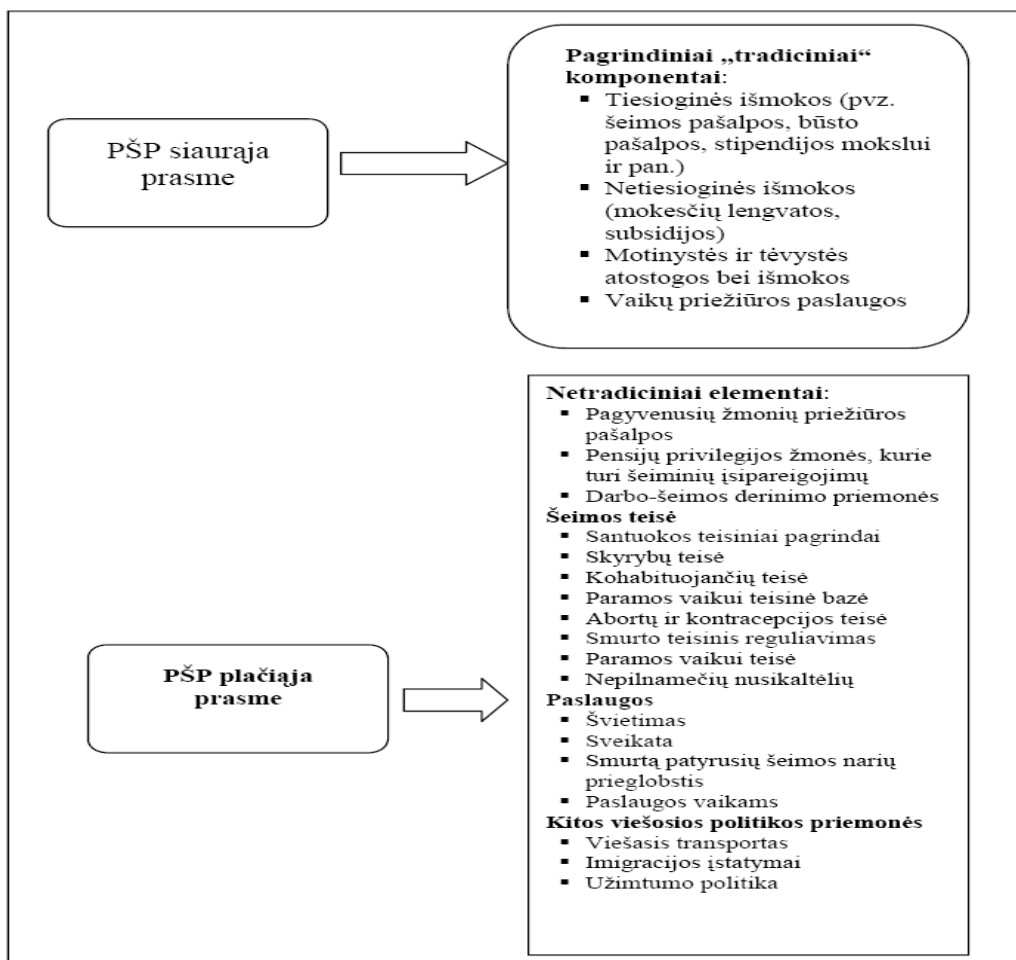 PŠP siaurąja
prasme
Pagrindiniai „tradiciniai“
komponentai:
▪ Tiesioginės išmokos (pvz.
šeimos pašalpos, būsto
pašalpos, stipendijos mokslui
ir pan.)
▪ Netiesioginės išmokos
(mokesčių lengvatos,
subsidijos)
▪ Motinystės ir tėvystės
atostogos bei išmokos
▪ Vaikų priežiūros paslaugos
PŠP plačiąja
prasme
Netradiciniai elementai:
▪ Pagyvenusių žmonių priežiūros
pašalpos
▪ Pensijų privilegijos žmonės, kurie
turi šeiminių įsipareigojimų
▪ Darbo-šeimos derinimo priemonės
Šeimos teisė
▪ Santuokos teisiniai pagrindai
▪ Skyrybų teisė
▪ Kohabituojančių teisė
▪ Paramos vaikui teisinė bazė
▪ Abortų ir kontracepcijos teisė
▪ Smurto teisinis reguliavimas
▪ Paramos vaikui teisė
▪ Nepilnamečių nusikaltėlių
Paslaugos
▪ Švietimas
▪ Sveikata
▪ Smurtą patyrusių šeimos narių
prieglobstis
▪ Paslaugos vaikams
Kitos viešosios politikos priemonės
▪ Viešasis transportas
▪ Imigracijos įstatymai
▪ Užimtumo politika